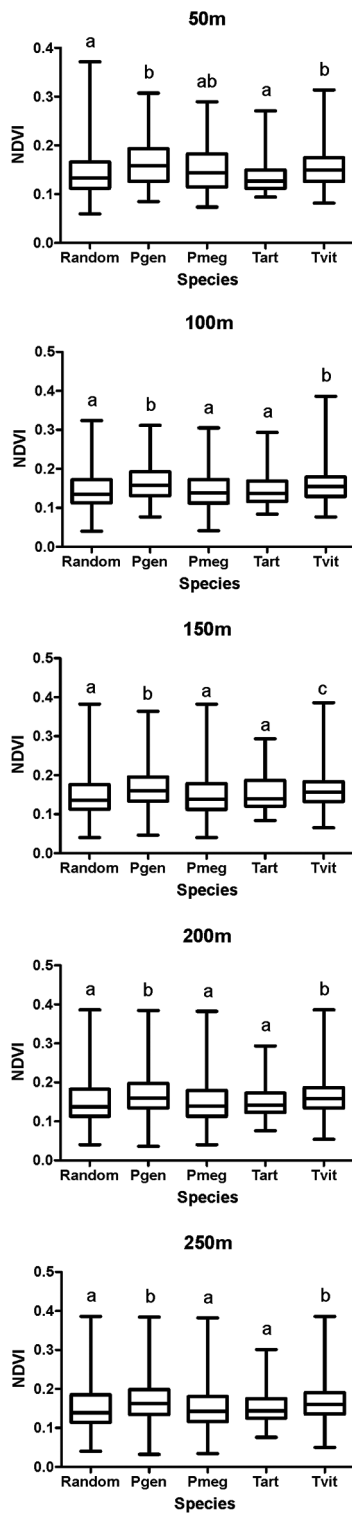 50m
a b ab a b
0.4
0.3
0.2
0.1
0.0
NDVI
Random Pgen Pmeg Tart Tvit
Species
100m
a b a a b
0.5
0.4
0.3
0.2
0.1
0.0
NDVI
Random Pgen Pmeg Tart Tvit
Species
150m
a b a a c
0.5
0.4
0.3
0.2
0.1
0.0
NDVI
Random Pgen Pmeg Tart Tvit
Species
200m
a b a a b
0.5
0.4
0.3
0.2
0.1
0.0
NDVI
Random Pgen Pmeg Tart Tvit
Species
250m
a b a a b
0.5
0.4
0.3
0.2
0.1
0.0
NDVI
Random Pgen Pmeg Tart Tvit
Species